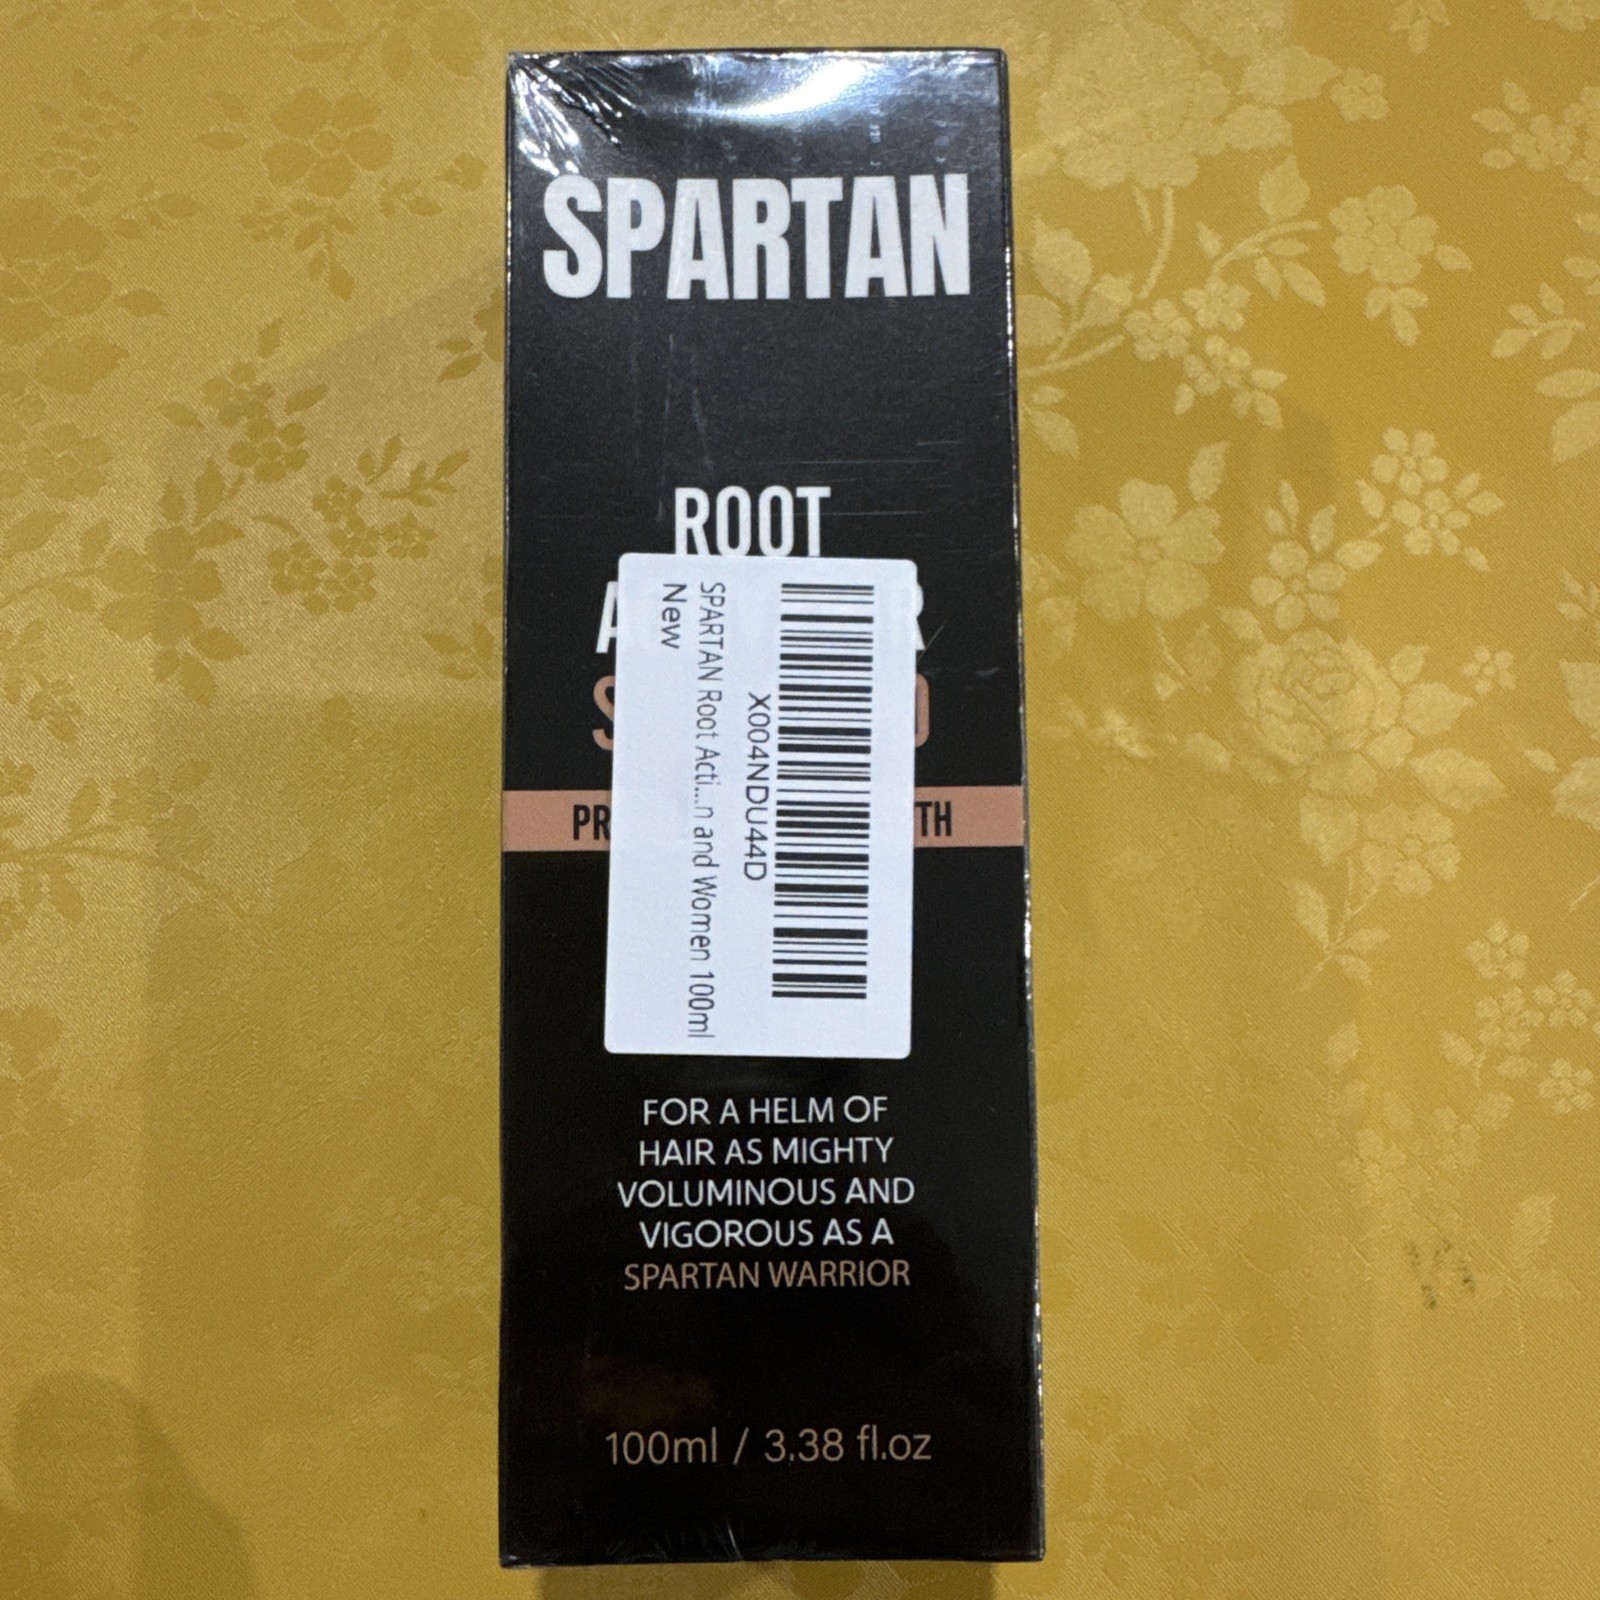 SPARTAN
ROOT
X004NDU44D
SPARTAN Root Acti...n and Women 100ml
New
FOR A HELM OF
HAIR AS MIGHTY
VOLUMINOUS AND
VIGOROUS AS A
SPARTAN WARRIOR
100ml / 3.38 fl.oz